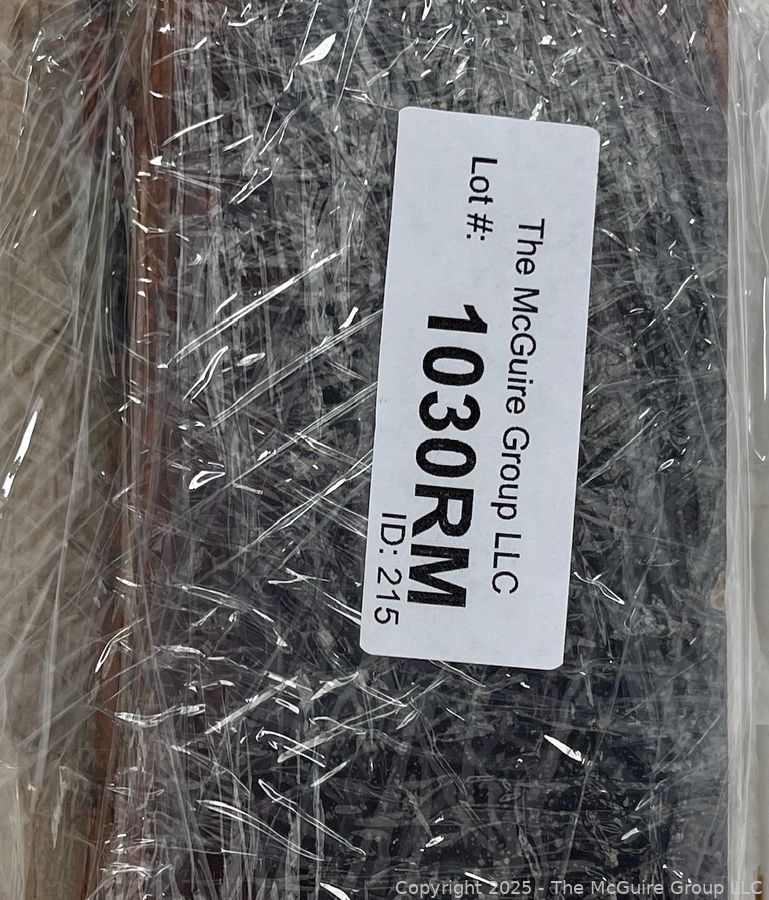 The McGuire Group LLC
Lot #:
1030RM
ID: 215
Copyright 2025 - The McGuire Group LLC